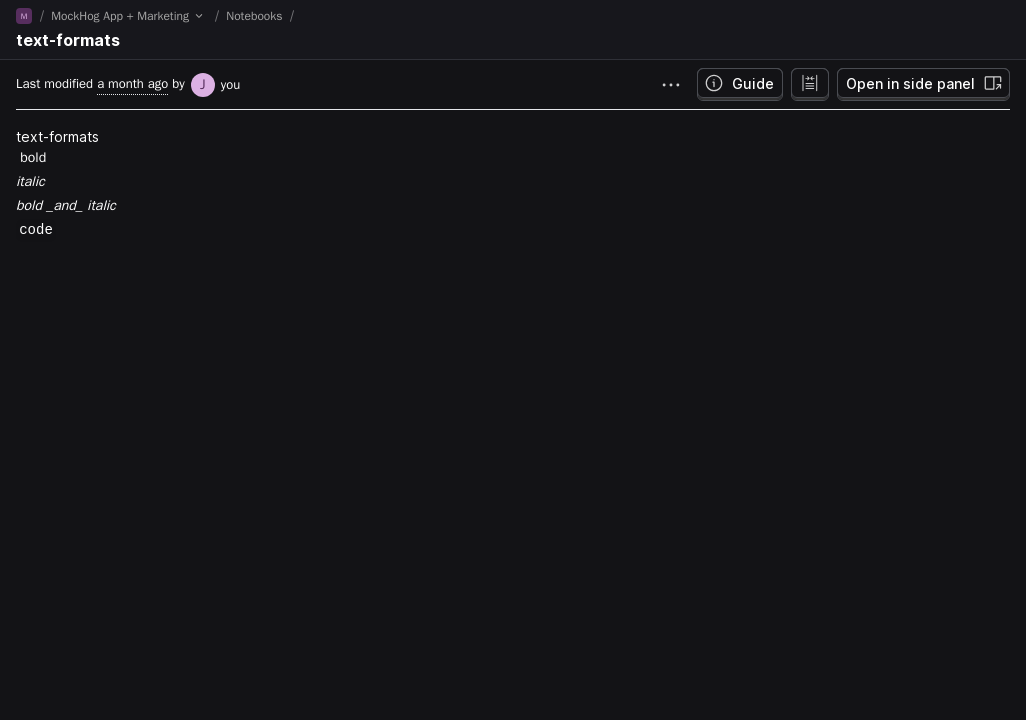 M / MockHog App + Marketing / Notebooks /
text-formats
Last modified a month ago by J you
... Guide Open in side panel
text-formats
bold
italic
bold _and_ italic
code